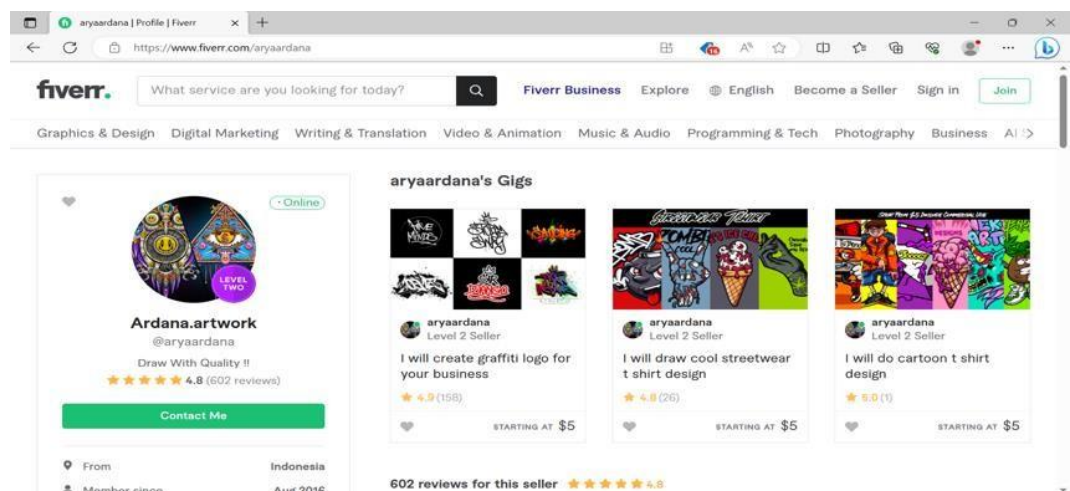 aryaardana | Profile | Fiverr
https://www.fiverr.com/aryaardana
fiverr.
What service are you looking for today?
Fiverr Business Explore English Become a Seller Sign in Join
Graphics & Design Digital Marketing Writing & Translation Video & Animation Music & Audio Programming & Tech Photography Business AI
Online
LEVEL TWO
Ardana.artwork
@aryaardana
Draw With Quality !!
4.8 (602 reviews)
Contact Me
From Indonesia
Member since Aug 2016
aryaardana's Gigs
aryaardana
Level 2 Seller
I will create graffiti logo for
your business
4.9 (158)
STARTING AT $5
aryaardana
Level 2 Seller
I will draw cool streetwear
t shirt design
4.8 (26)
STARTING AT $5
aryaardana
Level 2 Seller
I will do cartoon t shirt
design
5.0 (1)
STARTING AT $5
602 reviews for this seller 4.8